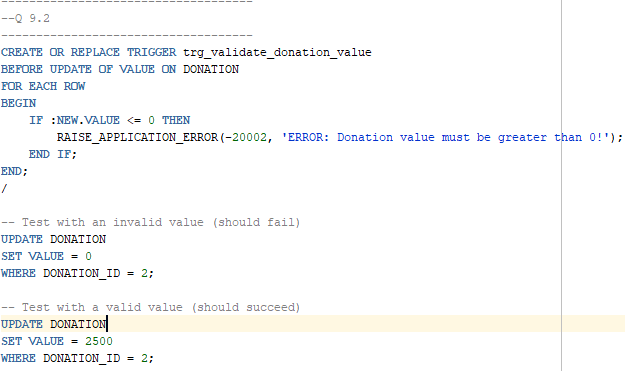 ------------------------------------
--Q 9.2
------------------------------------
CREATE OR REPLACE TRIGGER trg_validate_donation_value
BEFORE UPDATE OF VALUE ON DONATION
FOR EACH ROW
BEGIN
    IF :NEW.VALUE <= 0 THEN
        RAISE_APPLICATION_ERROR(-20002, 'ERROR: Donation value must be greater than 0!');
    END IF;
END;
/

-- Test with an invalid value (should fail)
UPDATE DONATION
SET VALUE = 0
WHERE DONATION_ID = 2;

-- Test with a valid value (should succeed)
UPDATE DONATION
SET VALUE = 2500
WHERE DONATION_ID = 2;